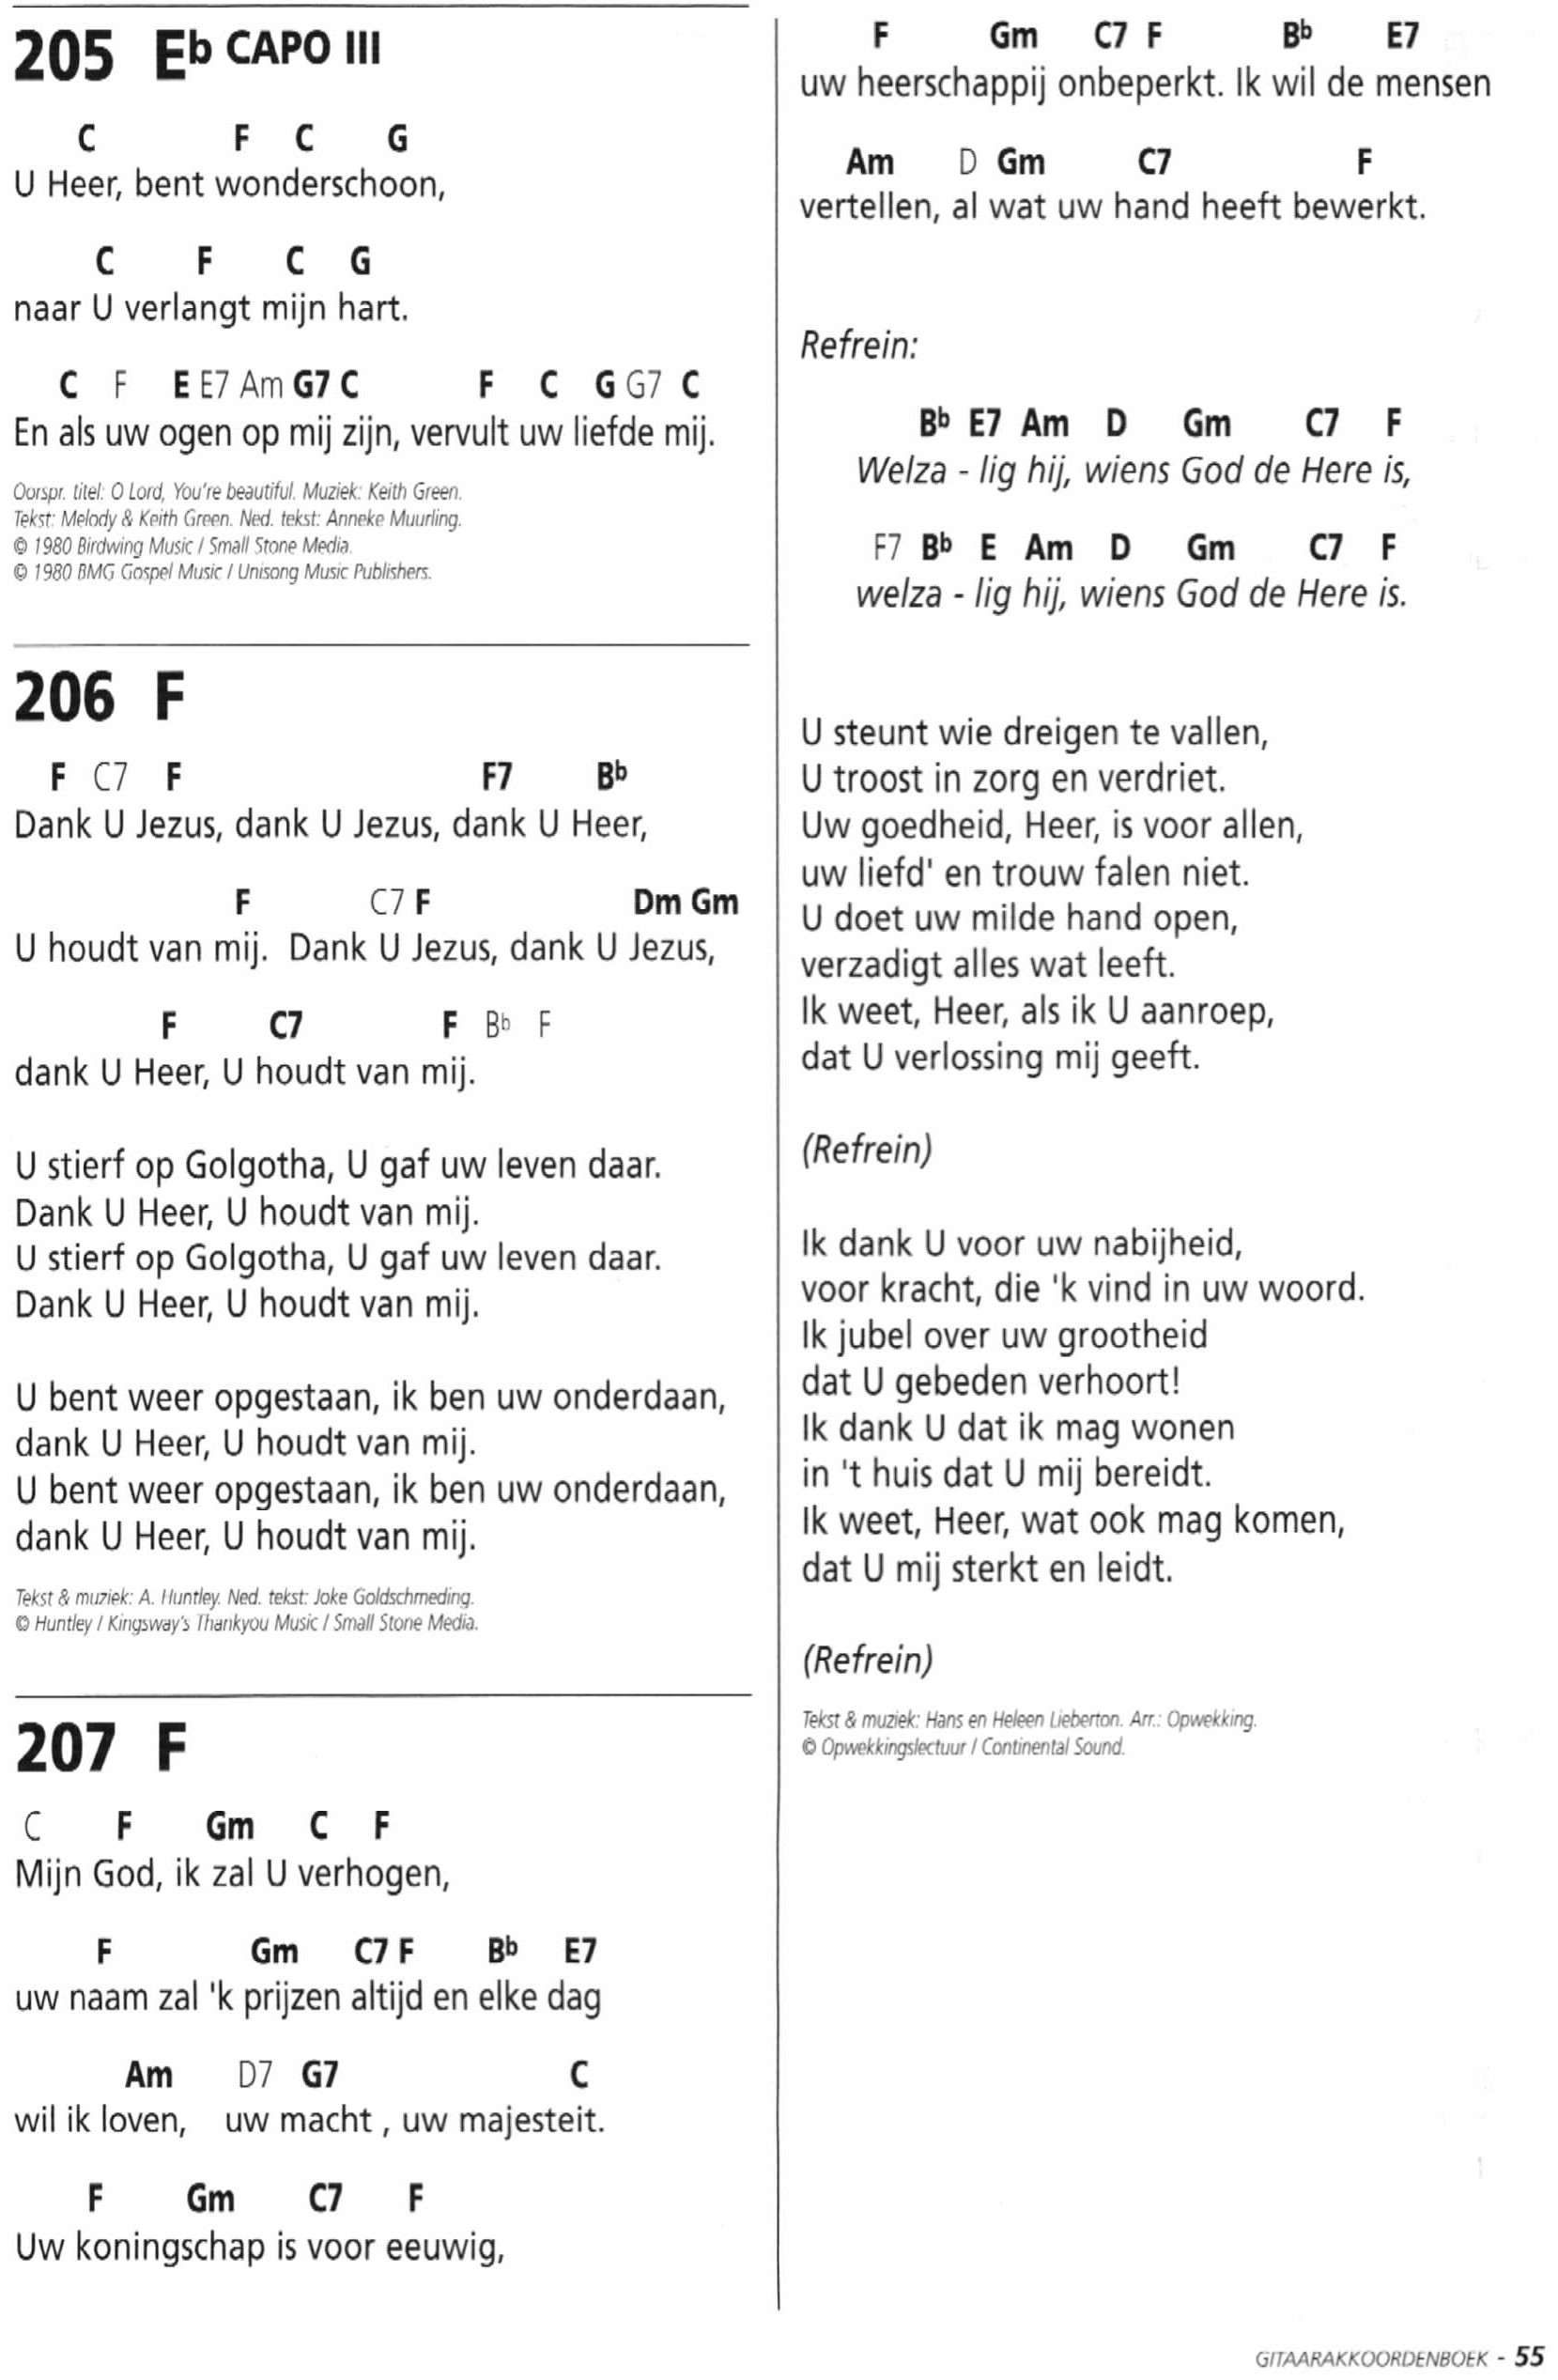 205 Eb CAPO III
C F C G
U Heer, bent wonderschoon,
C F C G
naar U verlangt mijn hart.
C F E E7 Am G7 C F C G G7 C
En als uw ogen op mij zijn, vervult uw liefde mij.
Oorspr. titel: O Lord, You're beautiful. Muziek: Keith Green.
Tekst: Melody & Keith Green. Ned. tekst: Anneke Muurling.
© 1980 Birdwing Music / Small Stone Media.
© 1980 BMG Gospel Music / Unisong Music Publishers.
206 F
F C7 F F7 Bb
Dank U Jezus, dank U Jezus, dank U Heer,
F C7 F Dm Gm
U houdt van mij. Dank U Jezus, dank U Jezus,
F C7 F Bb F
dank U Heer, U houdt van mij.
U stierf op Golgotha, U gaf uw leven daar.
Dank U Heer, U houdt van mij.
U stierf op Golgotha, U gaf uw leven daar.
Dank U Heer, U houdt van mij.
U bent weer opgestaan, ik ben uw onderdaan,
dank U Heer, U houdt van mij.
U bent weer opgestaan, ik ben uw onderdaan,
dank U Heer, U houdt van mij.
Tekst & muziek: A. Huntley. Ned. tekst: Joke Goldschmeding.
© Huntley / Kingsway's Thankyou Music / Small Stone Media.
207 F
C F Gm C F
Mijn God, ik zal U verhogen,
F Gm C7 F Bb E7
uw naam zal 'k prijzen altijd en elke dag
Am D7 G7 C
wil ik loven, uw macht , uw majesteit.
F Gm C7 F
Uw koningschap is voor eeuwig,
F Gm C7 F Bb E7
uw heerschappij onbeperkt. Ik wil de mensen
Am D Gm C7 F
vertellen, al wat uw hand heeft bewerkt.
Refrein:
Bb E7 Am D Gm C7 F
Welza - lig hij, wiens God de Here is,
F7 Bb E Am D Gm C7 F
welza - lig hij, wiens God de Here is.
U steunt wie dreigen te vallen,
U troost in zorg en verdriet.
Uw goedheid, Heer, is voor allen,
uw liefd' en trouw falen niet.
U doet uw milde hand open,
verzadigt alles wat leeft.
Ik weet, Heer, als ik U aanroep,
dat U verlossing mij geeft.
(Refrein)
Ik dank U voor uw nabijheid,
voor kracht, die 'k vind in uw woord.
Ik jubel over uw grootheid
dat U gebeden verhoort!
Ik dank U dat ik mag wonen
in 't huis dat U mij bereidt.
Ik weet, Heer, wat ook mag komen,
dat U mij sterkt en leidt.
(Refrein)
Tekst & muziek: Hans en Heleen Lieberton. Arr.: Opwekking.
© Opwekkingslectuur / Continental Sound.
GITAARAKKOORDENBOEK - 55